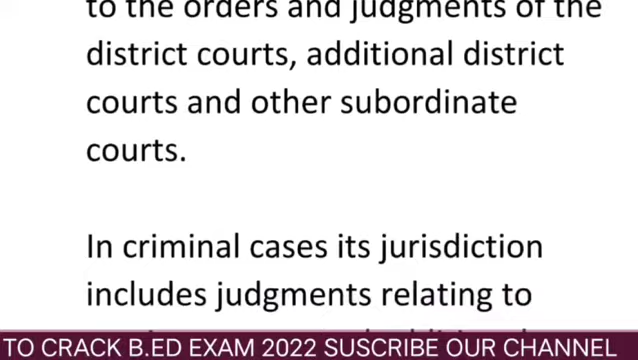 to the orders and judgments of the
district courts, additional district
courts and other subordinate
courts.
In criminal cases its jurisdiction
includes judgments relating to
TO CRACK B.ED EXAM 2022 SUSCRIBE OUR CHANNEL